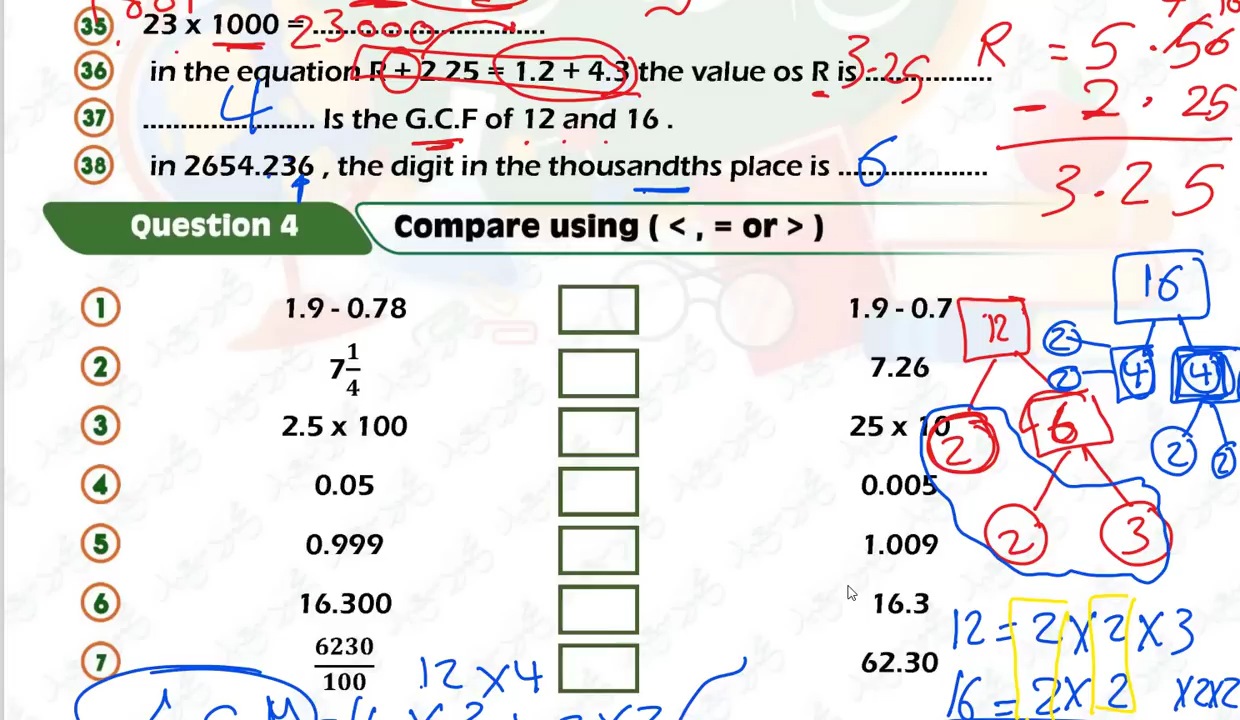 35 23 x 1000 = 23000
36 in the equation R + 2.25 = 1.2 + 4.3 the value os R is 3.25
37 4 Is the G.C.F of 12 and 16 .
38 in 2654.236 , the digit in the thousandths place is 6
R = 5.56
- 2.25
3.25
Question 4 Compare using ( < , = or > )
1 1.9 - 0.78 1.9 - 0.7
2 7 1/4 7.26
3 2.5 x 100 25 x 10
4 0.05 0.005
5 0.999 1.009
6 16.300 16.3
7 6230/100 62.30
16
2 2 4 4
2 2
12
2 6
2 3
12 = 2 x 2 x 3
16 = 2x 2 x2x2
12 x 4